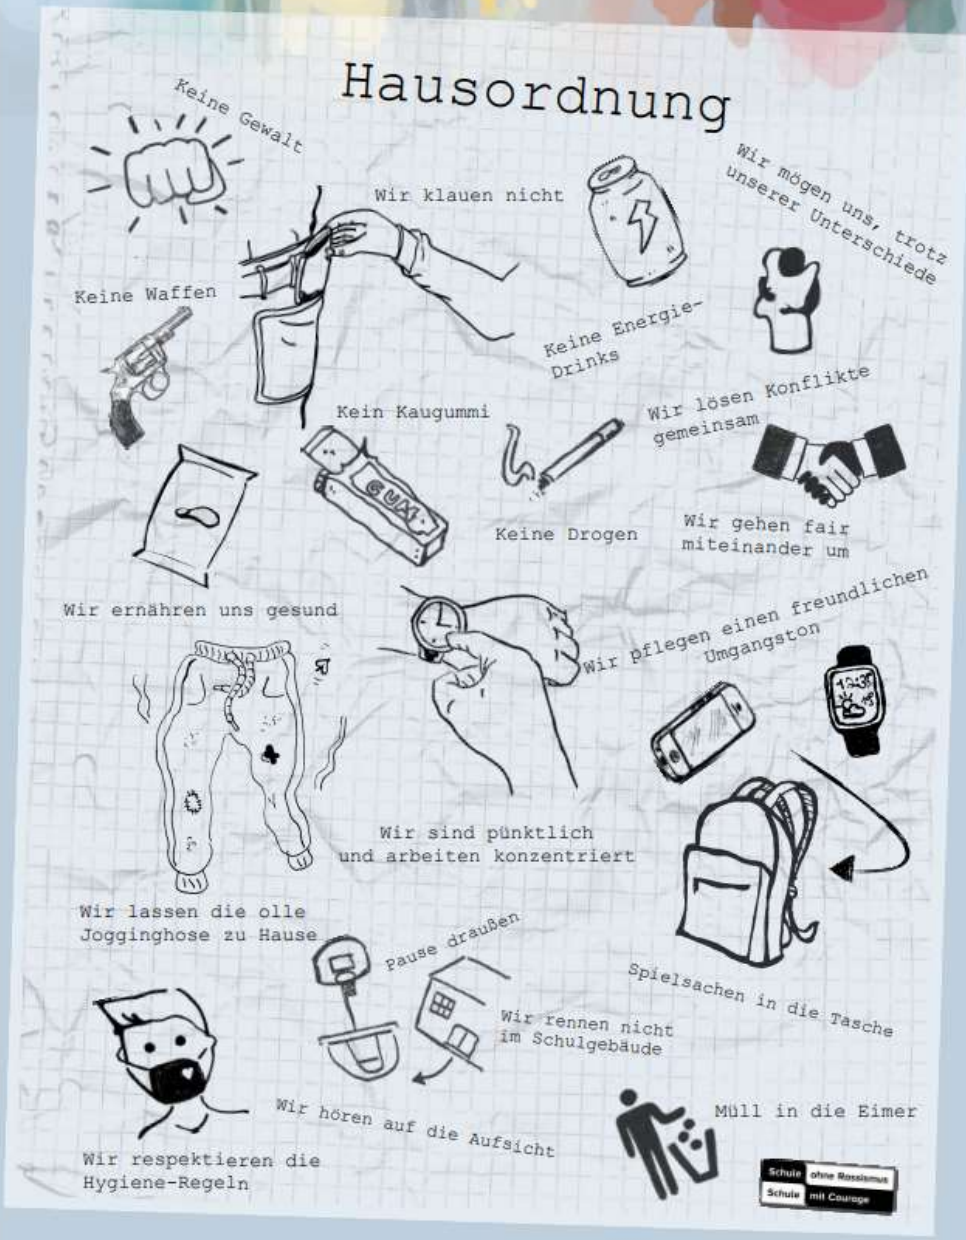 Hausordnung
Keine Gewalt
Wir klauen nicht
Wir mögen uns, trotz
unserer Unterschiede
Keine Waffen
Keine Energie-
Drinks
Kein Kaugummi
GUM
Wir lösen Konflikte
gemeinsam
Keine Drogen
Wir gehen fair
miteinander um
Wir ernähren uns gesund
Wir pflegen einen freundlichen
Umgangston
12:35
Wir sind pünktlich
und arbeiten konzentriert
Wir lassen die olle
Jogginghose zu Hause
Pause draußen
Spielsachen in die Tasche
Wir rennen nicht
im Schulgebäude
Wir hören auf die Aufsicht
Müll in die Eimer
Wir respektieren die
Hygiene-Regeln
Schule ohne Rassismus
Schule mit Courage